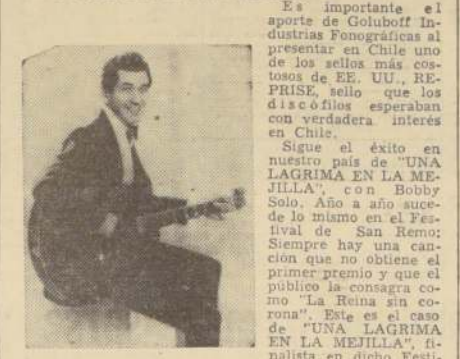 Es importante el
aporte de Goluboff In-
dustrias Fonográficas al
presentar en Chile uno
de los sellos más cos-
tosos de EE. UU., RE-
PRISE, sello que los
discófilos esperaban
con verdadera interés
en Chile.
Sigue el éxito en
nuestro país de "UNA
LAGRIMA EN LA ME-
JILLA", con Bobby
Solo. Año a año suce-
de lo mismo en el Fes-
tival de San Remo:
Siempre hay una can-
ción que no obtiene el
primer premio y que el
público la consagra co-
mo "La Reina sin co-
rona". Este es el caso
de "UNA LAGRIMA
EN LA MEJILLA", fi-
nalista en dicho Festi-